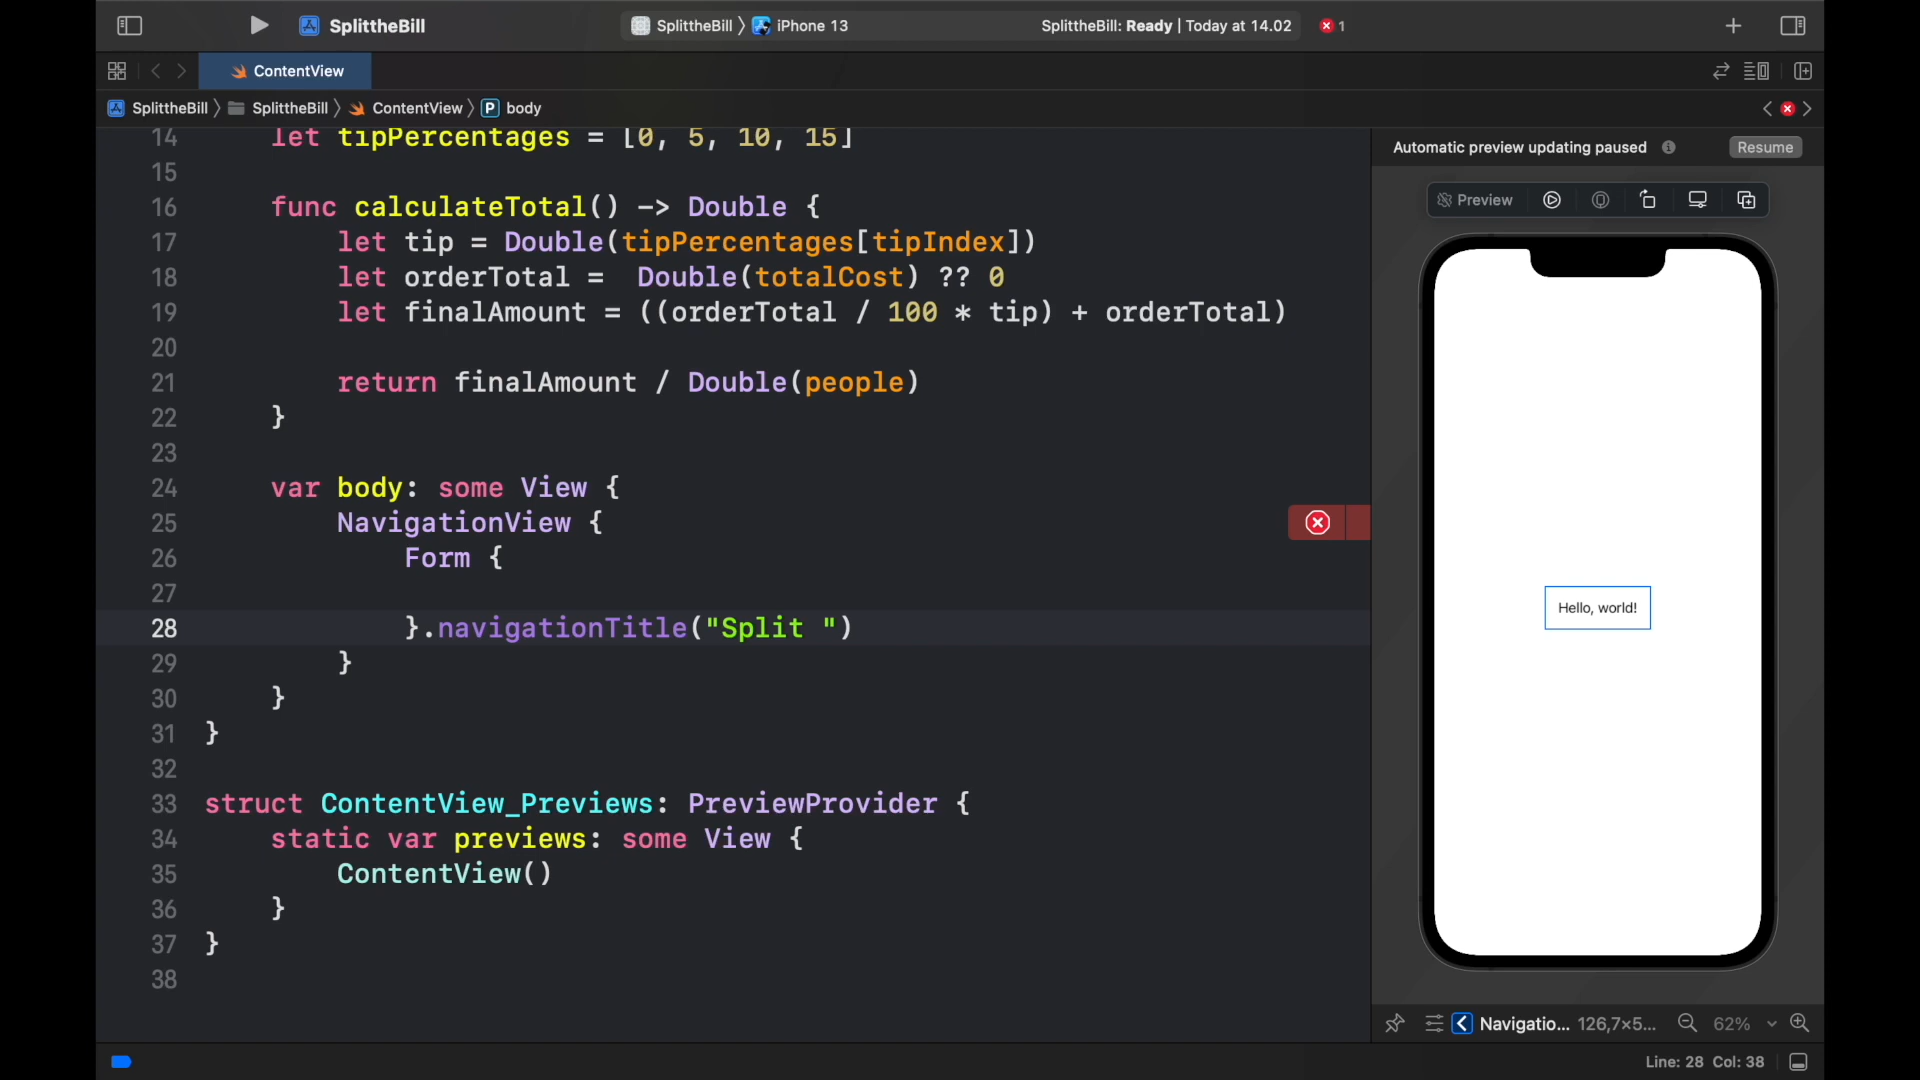 SplittheBill
SplittheBill 〉 iPhone 13
SplittheBill: Ready | Today at 14.02
1
ContentView
SplittheBill 〉 SplittheBill 〉 ContentView 〉 P body
14 let tipPercentages = [0, 5, 10, 15]
15
16 func calculateTotal() -> Double {
17 let tip = Double(tipPercentages[tipIndex])
18 let orderTotal =  Double(totalCost) ?? 0
19 let finalAmount = ((orderTotal / 100 * tip) + orderTotal)
20
21 return finalAmount / Double(people)
22 }
23
24 var body: some View {
25 NavigationView {
26 Form {
27
28 }.navigationTitle("Split ")
29 }
30 }
31 }
32
33 struct ContentView_Previews: PreviewProvider {
34 static var previews: some View {
35 ContentView()
36 }
37 }
38
Automatic preview updating paused
Resume
Preview
Hello, world!
Navigatio... 126,7×5... 62%
Line: 28 Col: 38